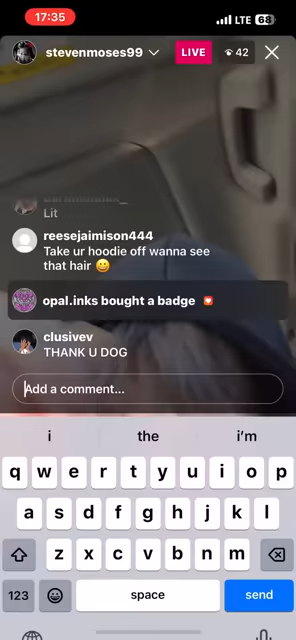 17:35
LTE 63
stevenmoses99
LIVE
42
Lit
reesejaimison444
Take ur hoodie off wanna see
that hair
opal.inks bought a badge
clusivev
THANK U DOG
Add a comment...
i the i'm
q w e r t y u i o p
a s d f g h j k l
z x c v b n m
123 space send